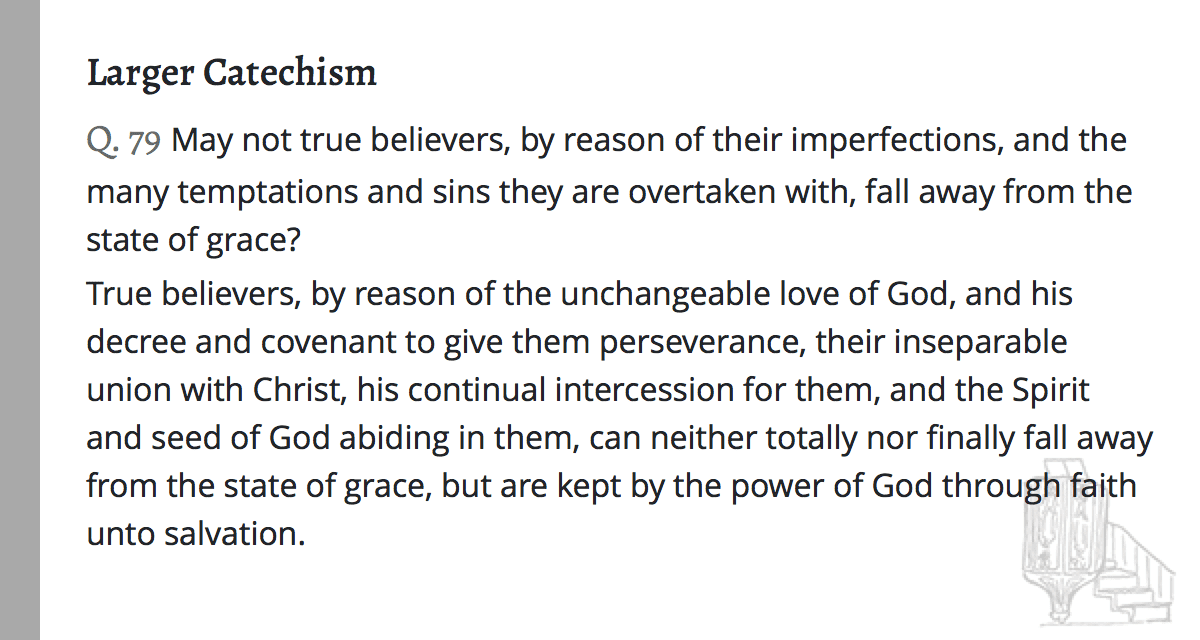 Larger Catechism
Q. 79 May not true believers, by reason of their imperfections, and the
many temptations and sins they are overtaken with, fall away from the
state of grace?
True believers, by reason of the unchangeable love of God, and his
decree and covenant to give them perseverance, their inseparable
union with Christ, his continual intercession for them, and the Spirit
and seed of God abiding in them, can neither totally nor finally fall away
from the state of grace, but are kept by the power of God through faith
unto salvation.